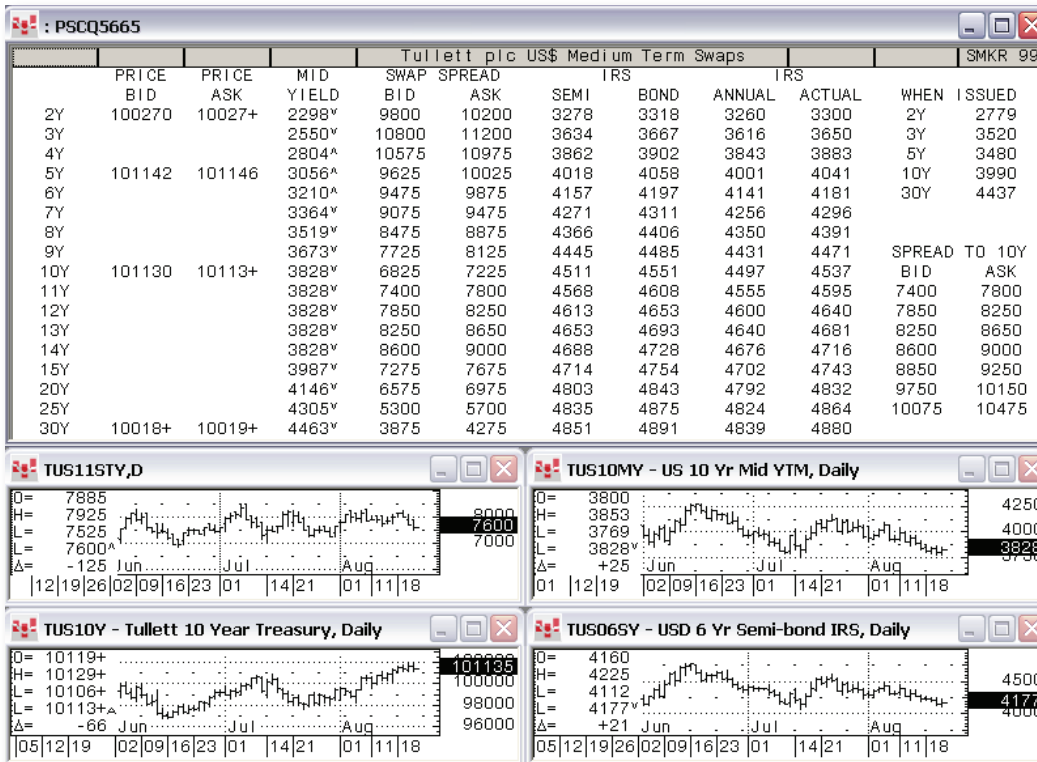 : PSCQ5665
Tullett plc US$ Medium Term Swaps SMKR 99
PRICE PRICE MID SWAP SPREAD IRS IRS
BID ASK YIELD BID ASK SEMI BOND ANNUAL ACTUAL WHEN ISSUED
2Y 100270 10027+ 2298v 9800 10200 3278 3318 3260 3300 2Y 2779
3Y 2550v 10800 11200 3634 3667 3616 3650 3Y 3520
4Y 2804^ 10575 10975 3862 3902 3843 3883 5Y 3480
5Y 101142 101146 3056^ 9625 10025 4018 4058 4001 4041 10Y 3990
6Y 3210^ 9475 9875 4157 4197 4141 4181 30Y 4437
7Y 3364v 9075 9475 4271 4311 4256 4296
8Y 3519v 8475 8875 4366 4406 4350 4391
9Y 3673v 7725 8125 4445 4485 4431 4471 SPREAD TO 10Y
10Y 101130 10113+ 3828v 6825 7225 4511 4551 4497 4537 BID ASK
11Y 3828v 7400 7800 4568 4608 4555 4595 7400 7800
12Y 3828v 7850 8250 4613 4653 4600 4640 7850 8250
13Y 3828v 8250 8650 4653 4693 4640 4681 8250 8650
14Y 3828v 8600 9000 4688 4728 4676 4716 8600 9000
15Y 3987v 7275 7675 4714 4754 4702 4743 8850 9250
20Y 4146v 6575 6975 4803 4843 4792 4832 9750 10150
25Y 4305v 5300 5700 4835 4875 4824 4864 10075 10475
30Y 10018+ 10019+ 4463v 3875 4275 4851 4891 4839 4880
TUS11STY,D
O= 7885
H= 7925
L= 7525
L= 7600^
Δ= -125
8000
7600
7000
Jun Jul Aug
12 19 26 02 09 16 23 01 14 21 01 11 18
TUS10MY - US 10 Yr Mid YTM, Daily
O= 3800
H= 3853
L= 3769
L= 3828v
Δ= +25
4250
4000
3828
Jun Jul Aug
01 12 19 02 09 16 23 01 14 21 01 11 18
TUS10Y - Tullett 10 Year Treasury, Daily
O= 10119+
H= 10129+
L= 10106+
L= 10113+^
Δ= -66
101135
100000
98000
96000
Jun Jul Aug
05 12 19 02 09 16 23 01 14 21 01 11 18
TUS06SY - USD 6 Yr Semi-bond IRS, Daily
O= 4160
H= 4225
L= 4112
L= 4177v
Δ= +21
4500
4177
4000
Jun Jul Aug
05 12 19 26 02 09 16 23 01 14 21 01 11 18